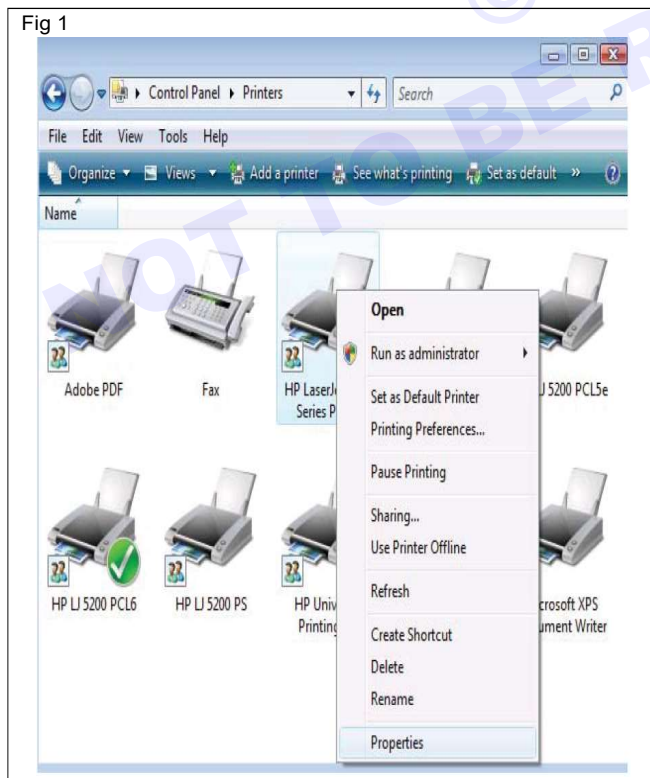 Fig 1
Control Panel Printers
Search
File Edit View Tools Help
Organize Views Add a printer See what's printing Set as default »
Name
Adobe PDF
Fax
HP LaserJe
Series P
J 5200 PCL5e
HP LJ 5200 PCL6
HP LJ 5200 PS
HP Univ
Printing
crosoft XPS
ument Writer
Open
Run as administrator
Set as Default Printer
Printing Preferences...
Pause Printing
Sharing...
Use Printer Offline
Refresh
Create Shortcut
Delete
Rename
Properties
©
NOT TO BE R